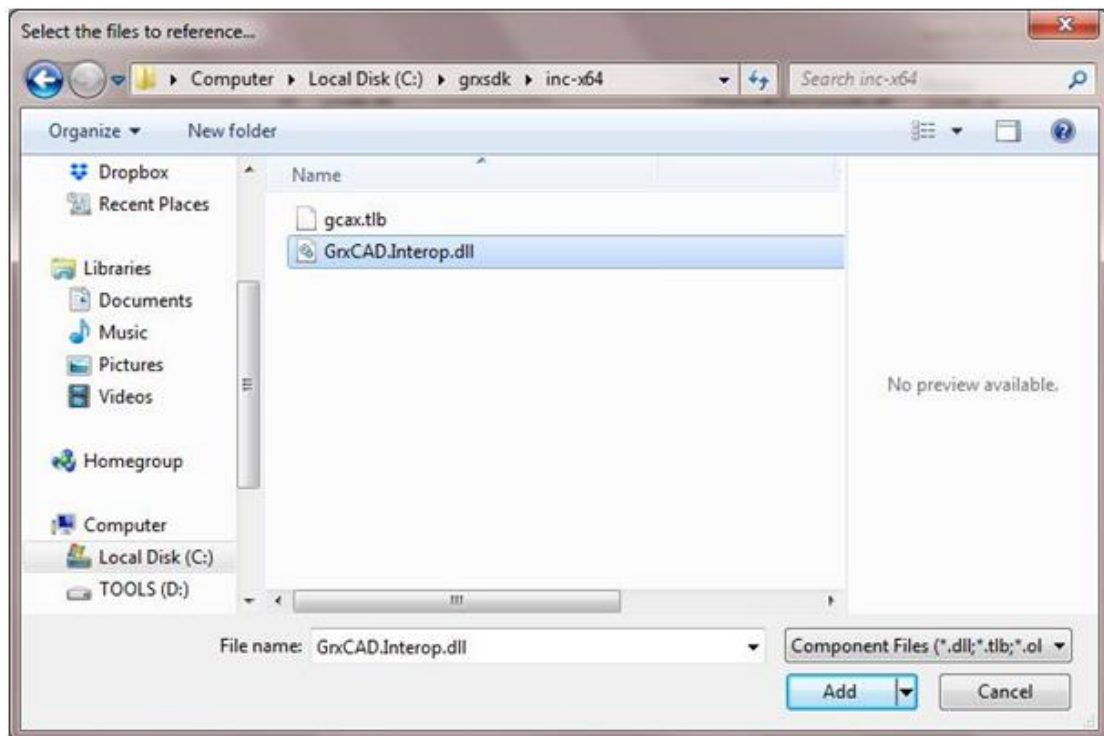 Select the files to reference...
Computer Local Disk (C:) grxsdk inc-x64
Search inc-x64
Organize New folder
Dropbox
Recent Places
Libraries
Documents
Music
Pictures
Videos
Homegroup
Computer
Local Disk (C:)
TOOLS (D:)
Name
gcax.tlb
GrxCAD.Interop.dll
No preview available.
File name: GrxCAD.Interop.dll
Component Files (*.dll;*.tlb;*.ol
Add Cancel